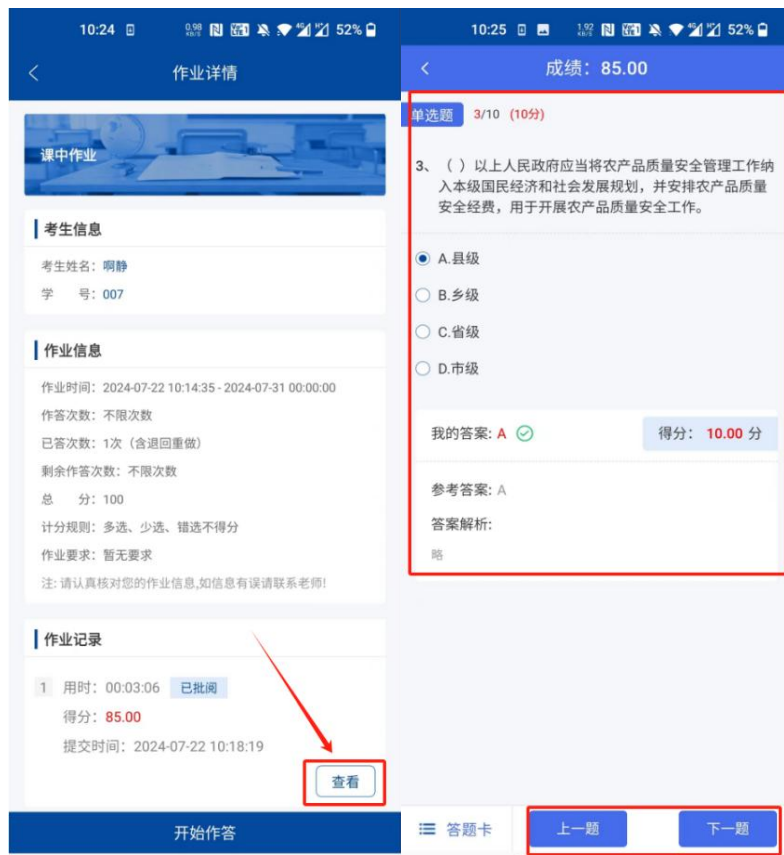 10:24
0.98 KB/S
52%
作业详情
课中作业
考生信息
考生姓名：啊静
学 号：007
作业信息
作业时间：2024-07-22 10:14:35 - 2024-07-31 00:00:00
作答次数：不限次数
已答次数：1次（含退回重做）
剩余作答次数：不限次数
总 分：100
计分规则：多选、少选、错选不得分
作业要求：暂无要求
注: 请认真核对您的作业信息,如信息有误请联系老师!
作业记录
1 用时：00:03:06 已批阅
得分：85.00
提交时间：2024-07-22 10:18:19
查看
开始作答
10:25
1.92 KB/S
52%
成绩：85.00
单选题 3/10 (10分)
3、（ ）以上人民政府应当将农产品质量安全管理工作纳
入本级国民经济和社会发展规划，并安排农产品质量
安全经费，用于开展农产品质量安全工作。
A.县级
B.乡级
C.省级
D.市级
我的答案: A
得分： 10.00 分
参考答案: A
答案解析:
略
答题卡
上一题
下一题